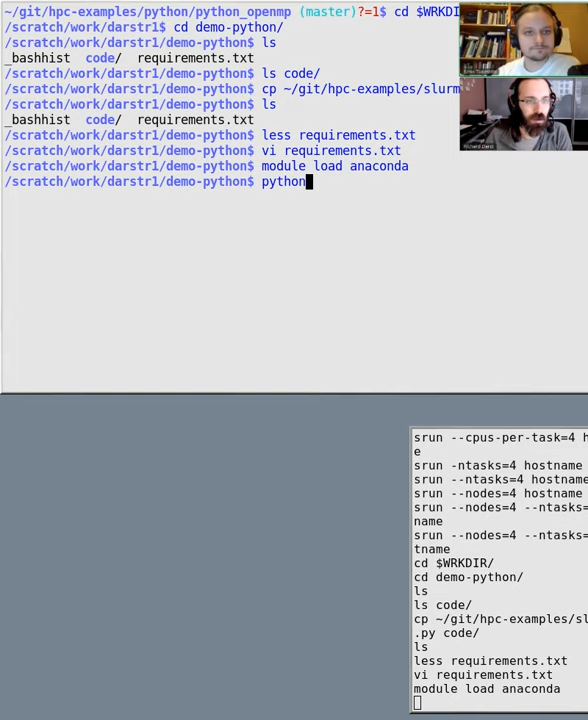 ~/git/hpc-examples/python/python_openmp (master)?=1$ cd $WRKDI
/scratch/work/darstr1$ cd demo-python/
/scratch/work/darstr1/demo-python$ ls
_bashhist  code/  requirements.txt
/scratch/work/darstr1/demo-python$ ls code/
/scratch/work/darstr1/demo-python$ cp ~/git/hpc-examples/slurm
/scratch/work/darstr1/demo-python$ ls
_bashhist  code/  requirements.txt
/scratch/work/darstr1/demo-python$ less requirements.txt
/scratch/work/darstr1/demo-python$ vi requirements.txt
/scratch/work/darstr1/demo-python$ module load anaconda
/scratch/work/darstr1/demo-python$ python
srun --cpus-per-task=4 h
e
srun -ntasks=4 hostname
srun --ntasks=4 hostname
srun --nodes=4 hostname
srun --nodes=4 --ntasks=
name
srun --nodes=4 --ntasks=
tname
cd $WRKDIR/
cd demo-python/
ls
ls code/
cp ~/git/hpc-examples/sl
.py code/
ls
less requirements.txt
vi requirements.txt
module load anaconda